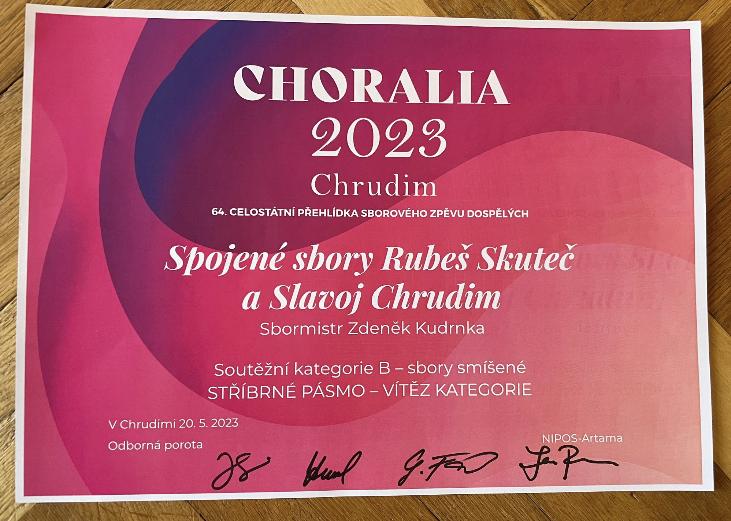 CHORALIA
2023
Chrudim
64. CELOSTÁTNÍ PŘEHLÍDKA SBOROVÉHO ZPĚVU DOSPĚLÝCH
Spojené sbory Rubeš Skuteč
a Slavoj Chrudim
Sbormistr Zdeněk Kudrnka
Soutěžní kategorie B – sbory smíšené
STŘÍBRNÉ PÁSMO – VÍTĚZ KATEGORIE
V Chrudimi 20. 5. 2023
Odborná porota
NIPOS-Artama